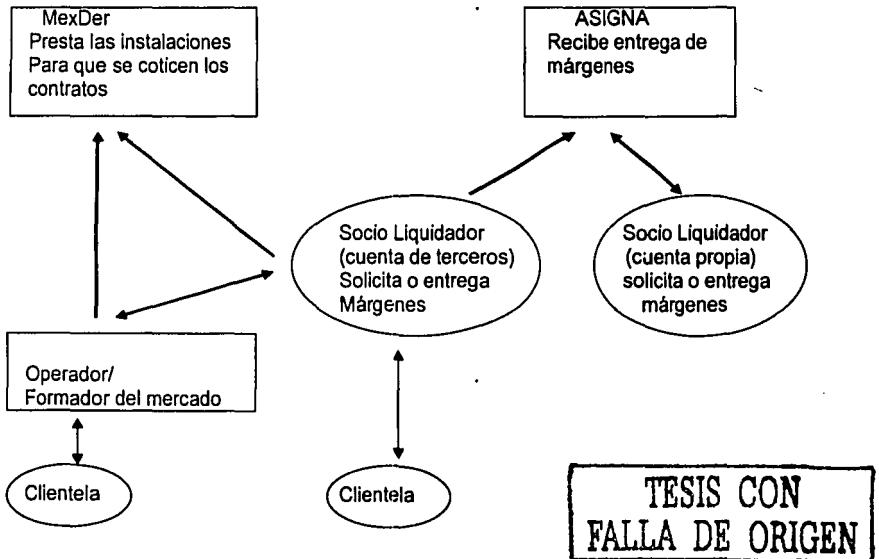 MexDer
Presta las instalaciones
Para que se coticen los
contratos
ASIGNA
Recibe entrega de
márgenes
Socio Liquidador
(cuenta de terceros)
Solicita o entrega
Márgenes
Socio Liquidador
(cuenta propia)
solicita o entrega
márgenes
Operador/
Formador del mercado
Clientela
Clientela
TESIS CON
FALLA DE ORIGEN